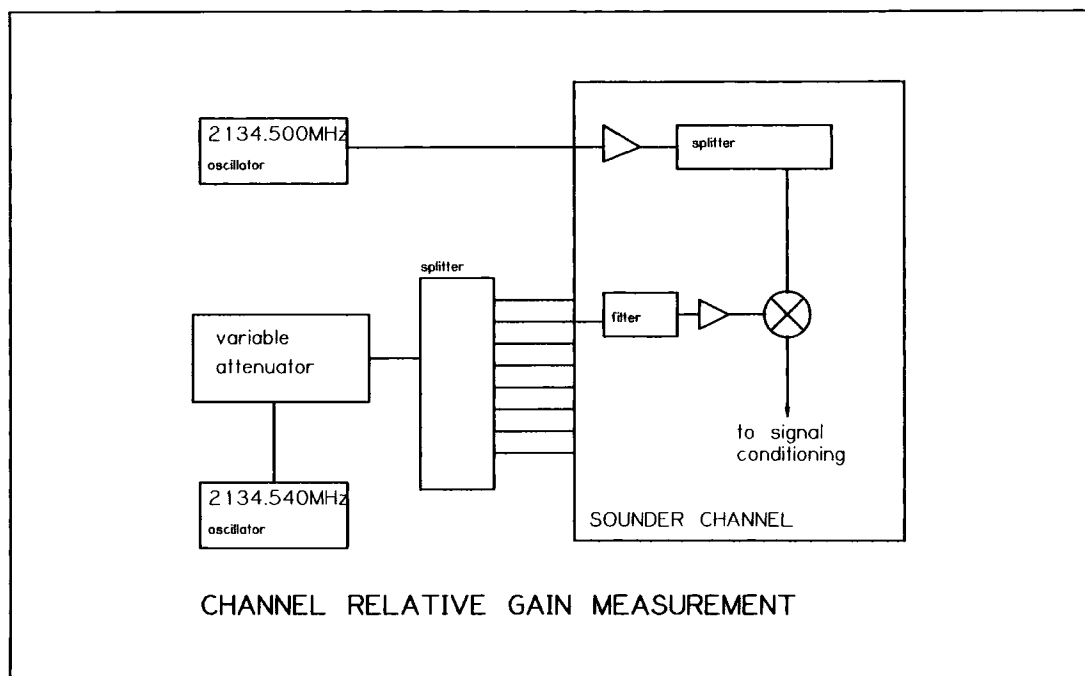 2134.500MHz
oscillator
splitter
splitter
filter
variable
attenuator
to signal
conditioning
2134.540MHz
oscillator
SOUNDER CHANNEL
CHANNEL RELATIVE GAIN MEASUREMENT